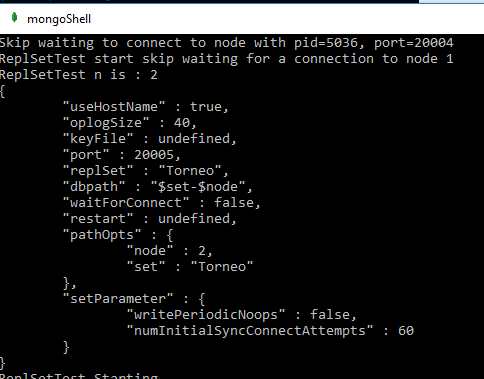 mongoShell
Skip waiting to connect to node with pid=5036, port=20004
ReplSetTest start skip waiting for a connection to node 1
ReplSetTest n is : 2
{
        "useHostName" : true,
        "oplogSize" : 40,
        "keyFile" : undefined,
        "port" : 20005,
        "replSet" : "Torneo",
        "dbpath" : "$set-$node",
        "waitForConnect" : false,
        "restart" : undefined,
        "pathOpts" : {
                "node" : 2,
                "set" : "Torneo"
        },
        "setParameter" : {
                "writePeriodicNoops" : false,
                "numInitialSyncConnectAttempts" : 60
        }
}
ReplSetTest Starting